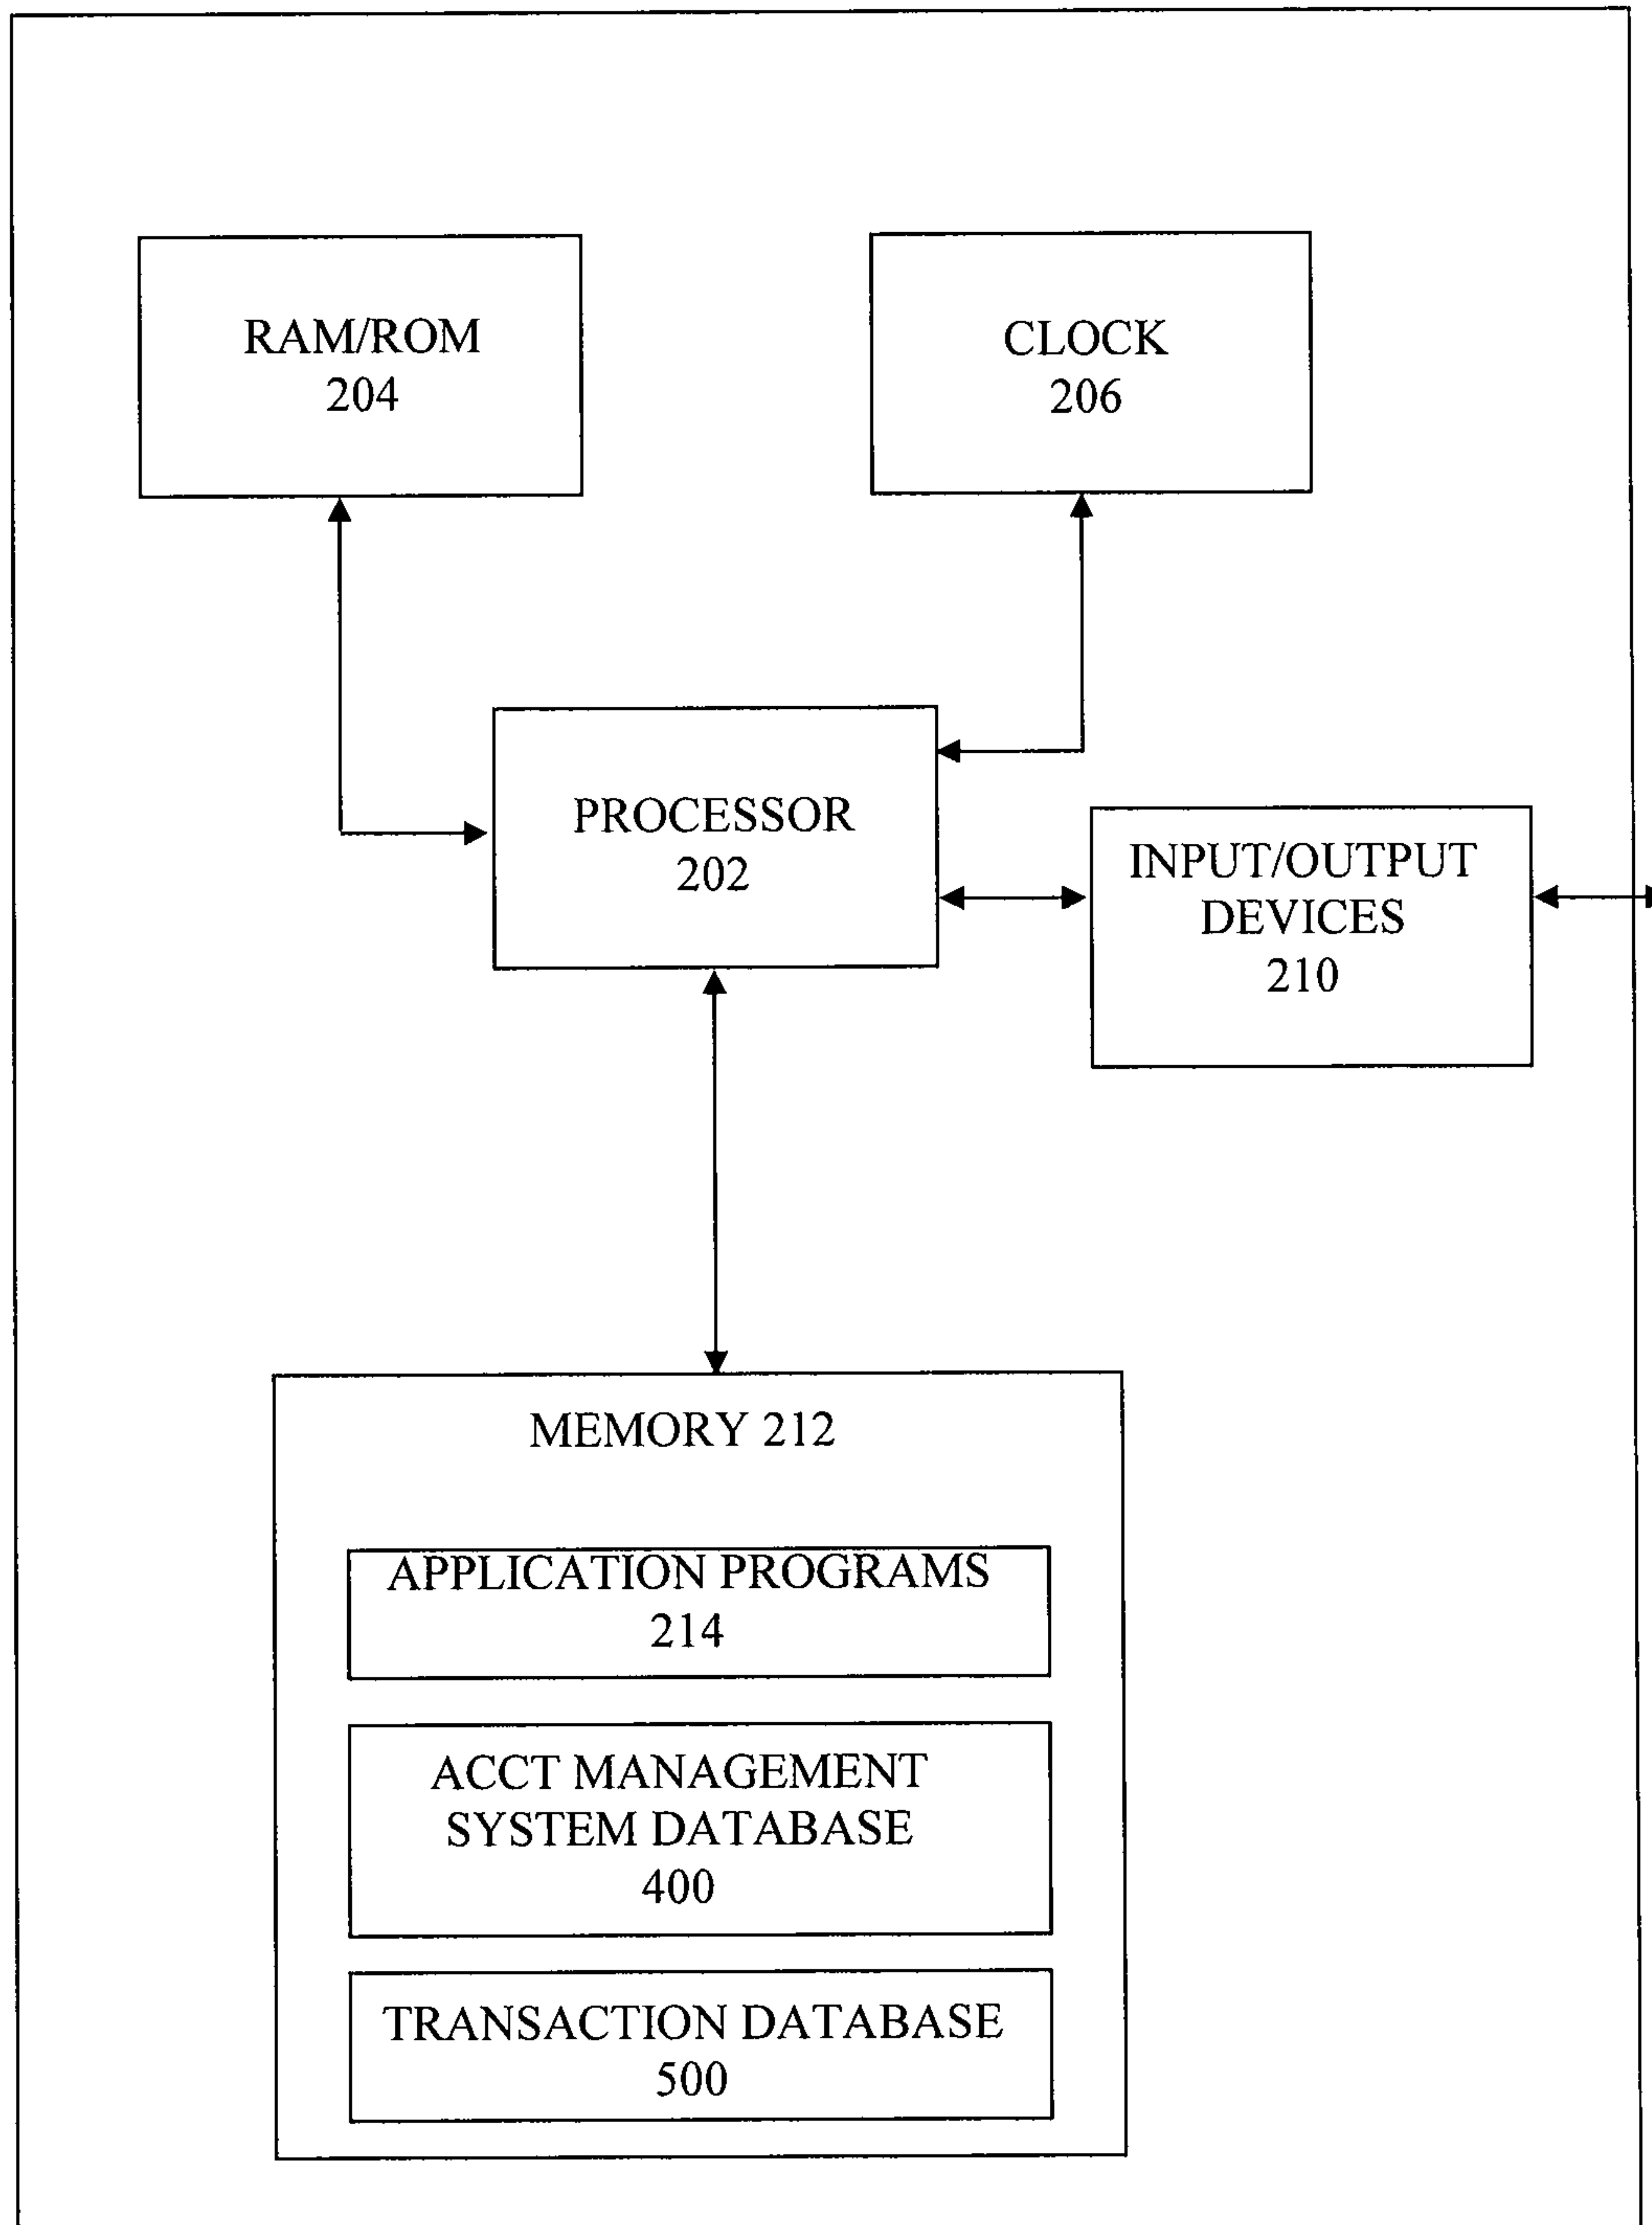 RAM/ROM
204
CLOCK
206
PROCESSOR
202
INPUT/OUTPUT
DEVICES
210
MEMORY 212
APPLICATION PROGRAMS
214
ACCT MANAGEMENT
SYSTEM DATABASE
400
TRANSACTION DATABASE
500